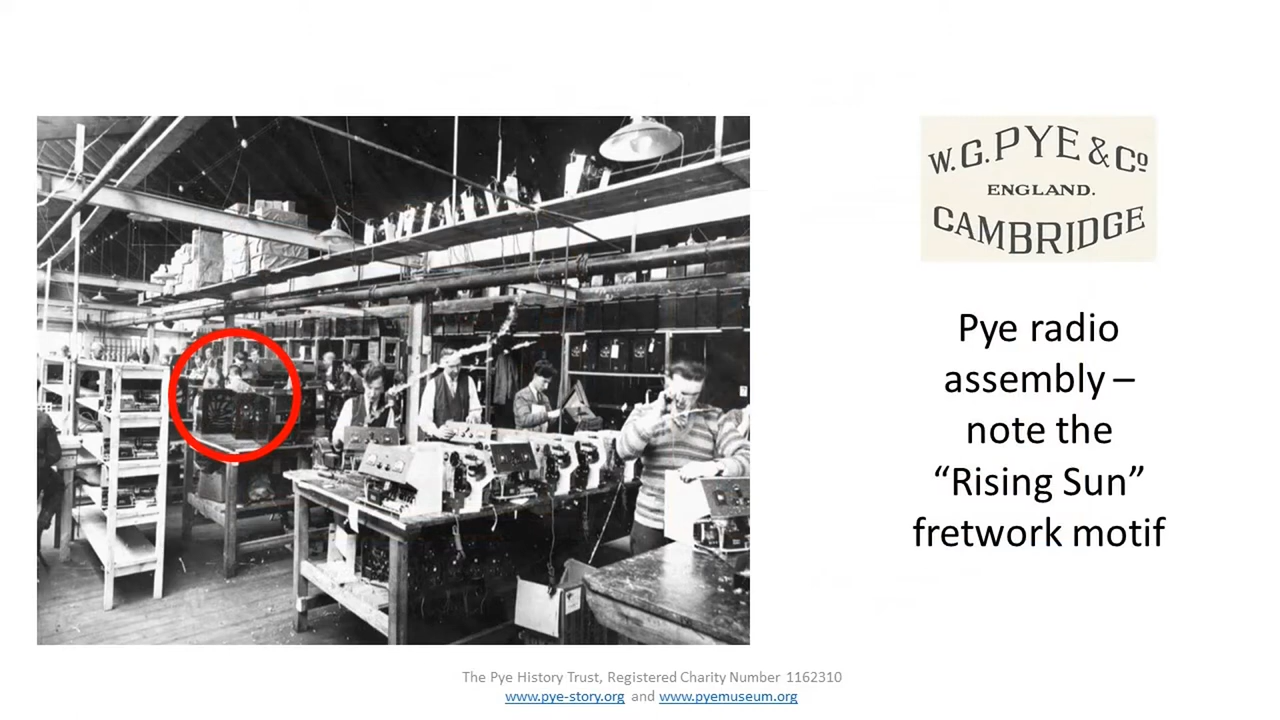 W.G. PYE & Co
ENGLAND.
CAMBRIDGE
Pye radio
assembly –
note the
“Rising Sun”
fretwork motif
The Pye History Trust, Registered Charity Number 1162310
www.pye-story.org and www.pyemuseum.org